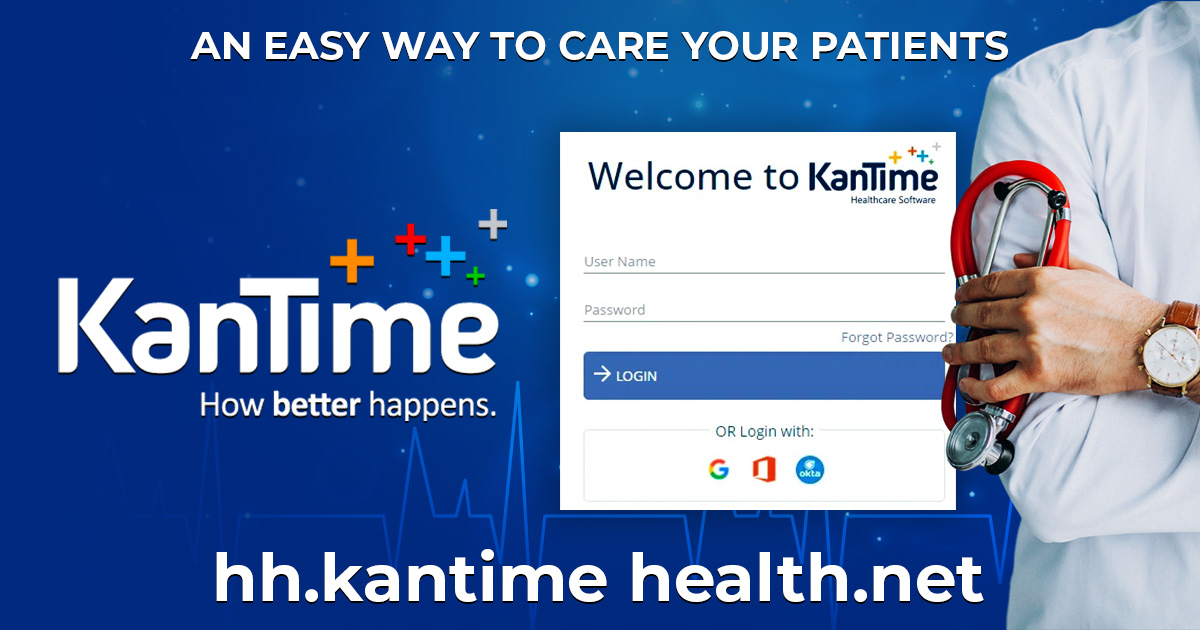 AN EASY WAY TO CARE YOUR PATIENTS
KanTime
How better happens.
Welcome to KanTime
Healthcare Software
User Name
Password
Forgot Password?
LOGIN
OR Login with:
okta
hh.kantime health.net